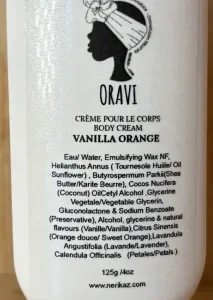 ORAVI
CRÈME POUR LE CORPS
BODY CREAM
VANILLA ORANGE
Eau/ Water, Emulsifying Wax NF,
Helianthus Annus ( Tournesole Huiile/ Oil
Sunflower) , Butyrospermum Parkii(Shea
Butter/Karite Beurre), Cocos Nucifera
(Coconut) OilCetyl Alcohol ,Glycerine
Vegetale/Vegetable Glycerin,
Gluconolactone & Sodium Benzoate
(Preservative), Alcohol, glycerine & natural
flavours (Vanille/Vanilla),Citrus Sinensis
(Orange douce/ Sweet Orange),Lavandula
Angustifolia (Lavande/Lavender),
Calendula Officinalis (Petales/Petals )
125g /4oz
www.nerikaz.com